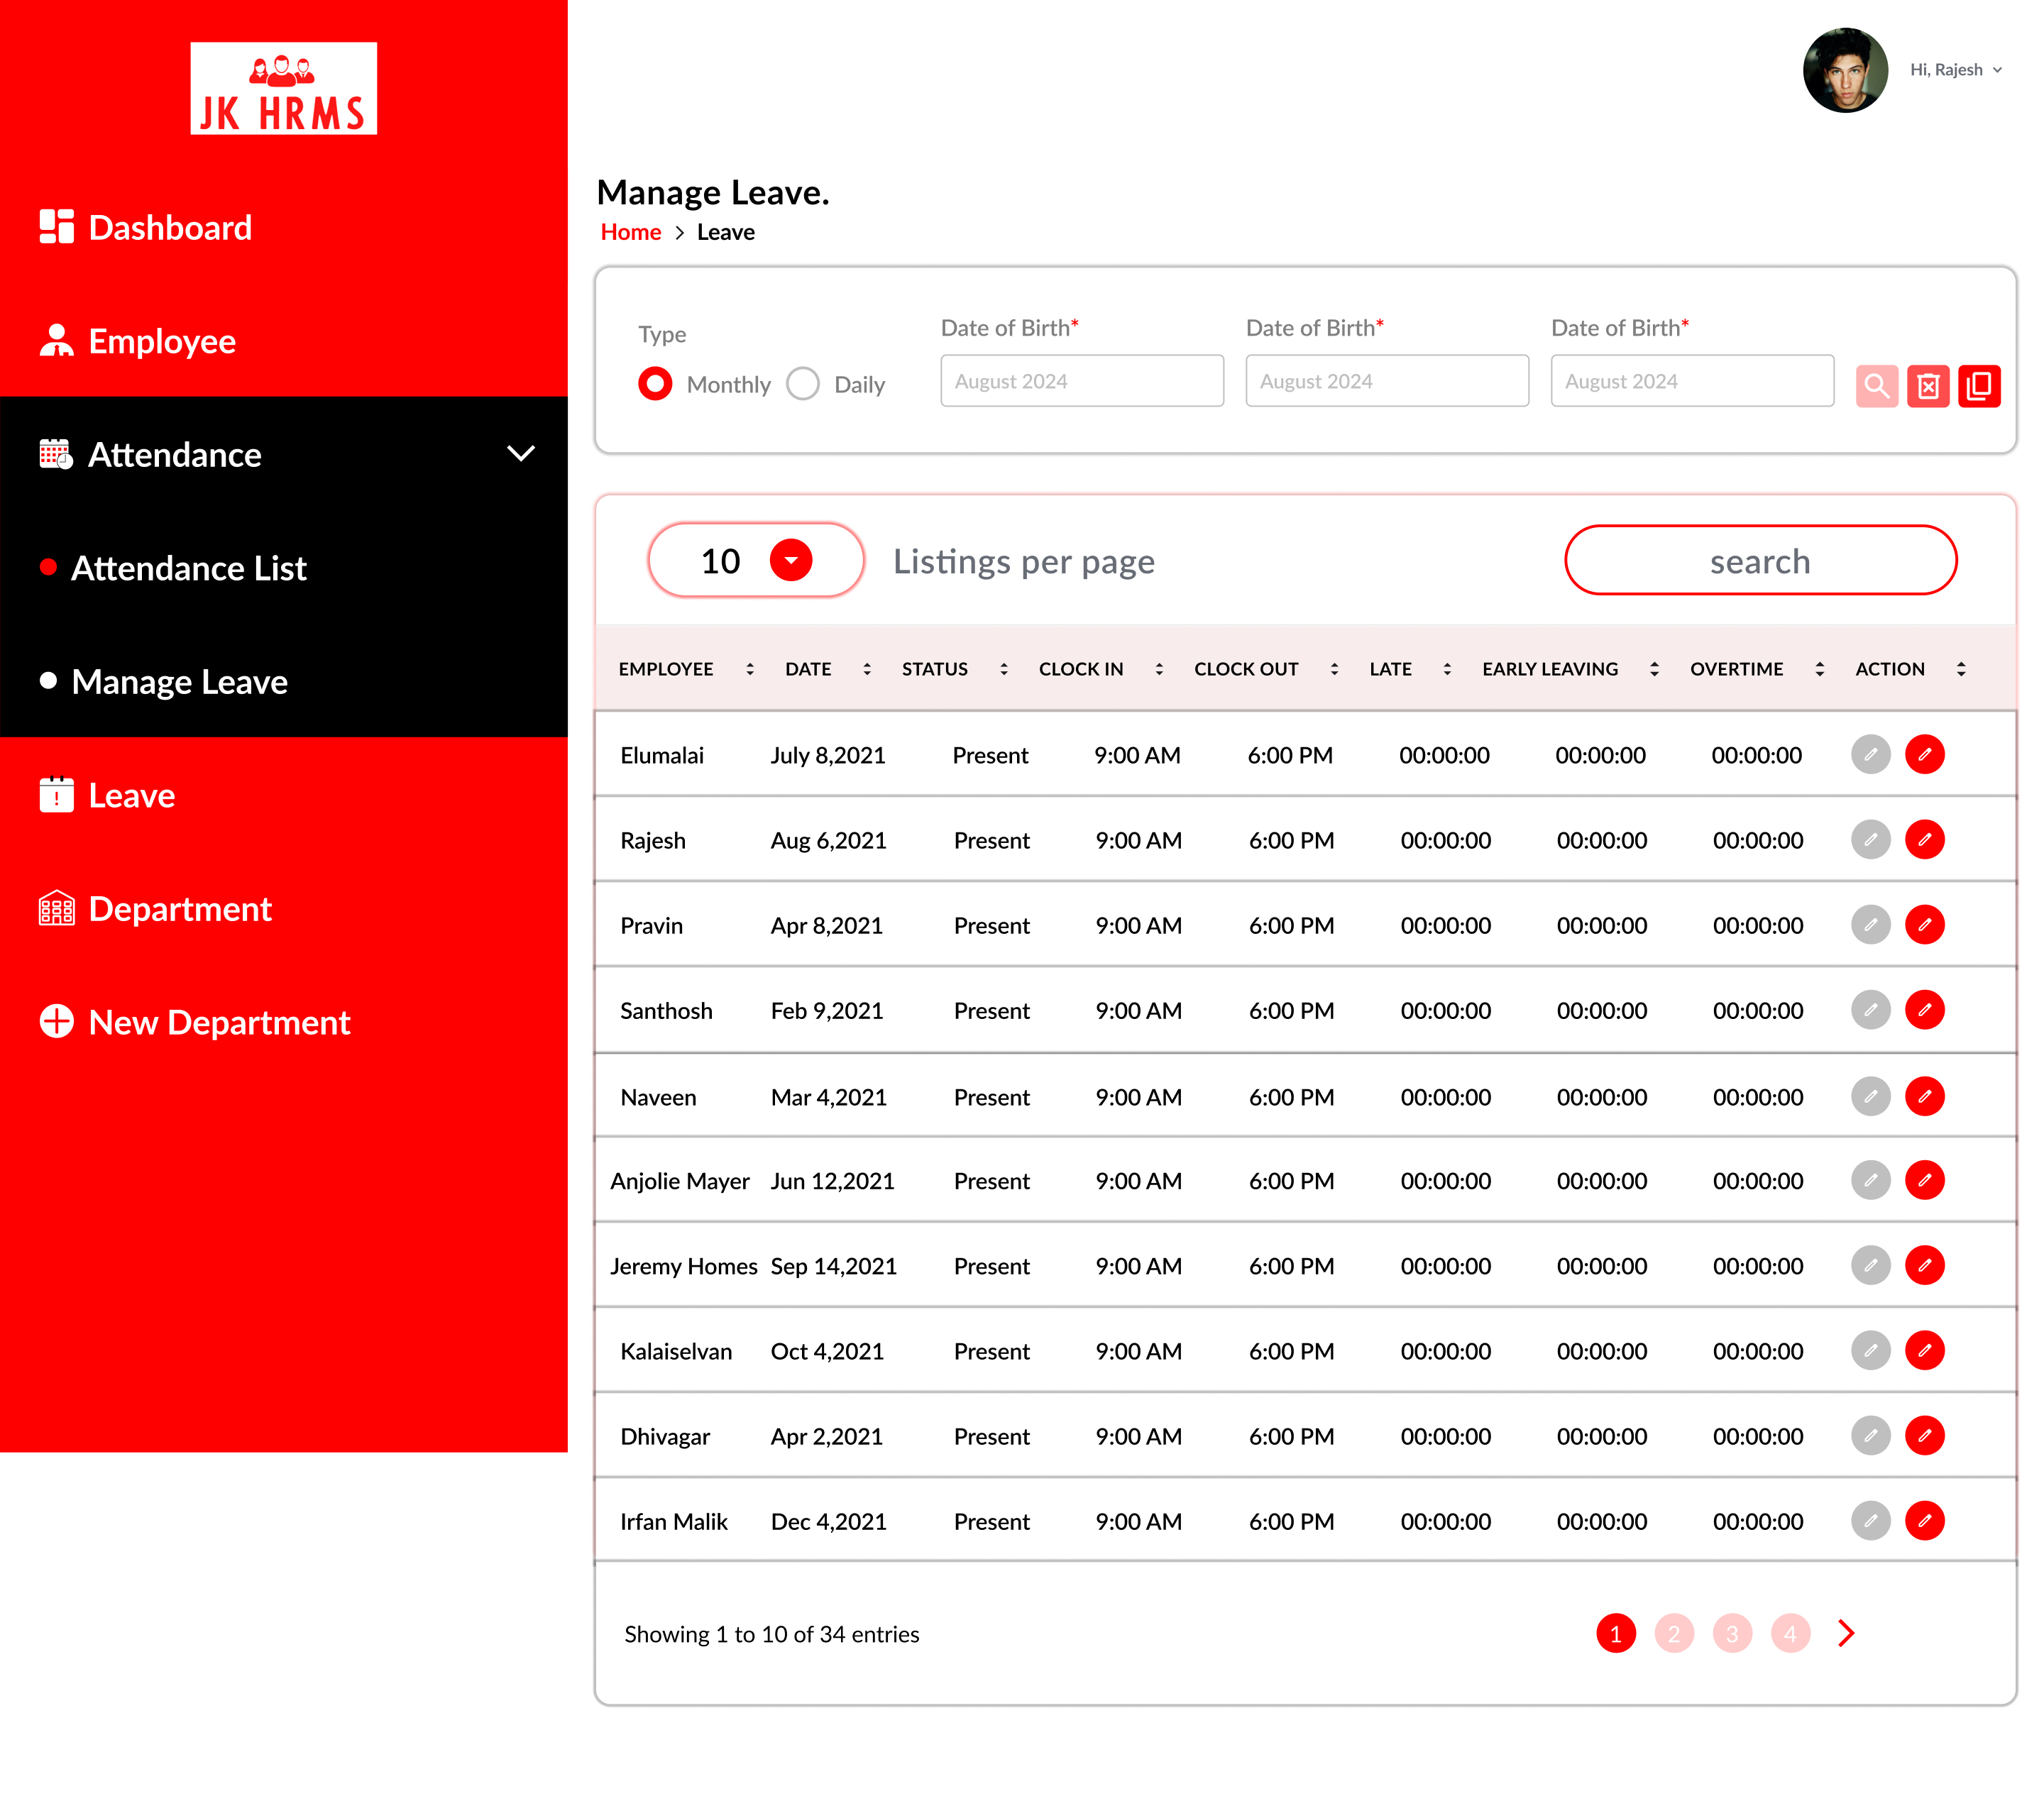 JK HRMS
Hi, Rajesh
Dashboard
Employee
Attendance
Attendance List
Manage Leave
Leave
Department
New Department
Manage Leave.
Home > Leave
Type
Monthly Daily
Date of Birth* Date of Birth* Date of Birth*
August 2024 August 2024 August 2024
10 Listings per page search
EMPLOYEE DATE STATUS CLOCK IN CLOCK OUT LATE EARLY LEAVING OVERTIME ACTION
Elumalai July 8,2021 Present 9:00 AM 6:00 PM 00:00:00 00:00:00 00:00:00
Rajesh Aug 6,2021 Present 9:00 AM 6:00 PM 00:00:00 00:00:00 00:00:00
Pravin Apr 8,2021 Present 9:00 AM 6:00 PM 00:00:00 00:00:00 00:00:00
Santhosh Feb 9,2021 Present 9:00 AM 6:00 PM 00:00:00 00:00:00 00:00:00
Naveen Mar 4,2021 Present 9:00 AM 6:00 PM 00:00:00 00:00:00 00:00:00
Anjolie Mayer Jun 12,2021 Present 9:00 AM 6:00 PM 00:00:00 00:00:00 00:00:00
Jeremy Homes Sep 14,2021 Present 9:00 AM 6:00 PM 00:00:00 00:00:00 00:00:00
Kalaiselvan Oct 4,2021 Present 9:00 AM 6:00 PM 00:00:00 00:00:00 00:00:00
Dhivagar Apr 2,2021 Present 9:00 AM 6:00 PM 00:00:00 00:00:00 00:00:00
Irfan Malik Dec 4,2021 Present 9:00 AM 6:00 PM 00:00:00 00:00:00 00:00:00
Showing 1 to 10 of 34 entries 1 2 3 4